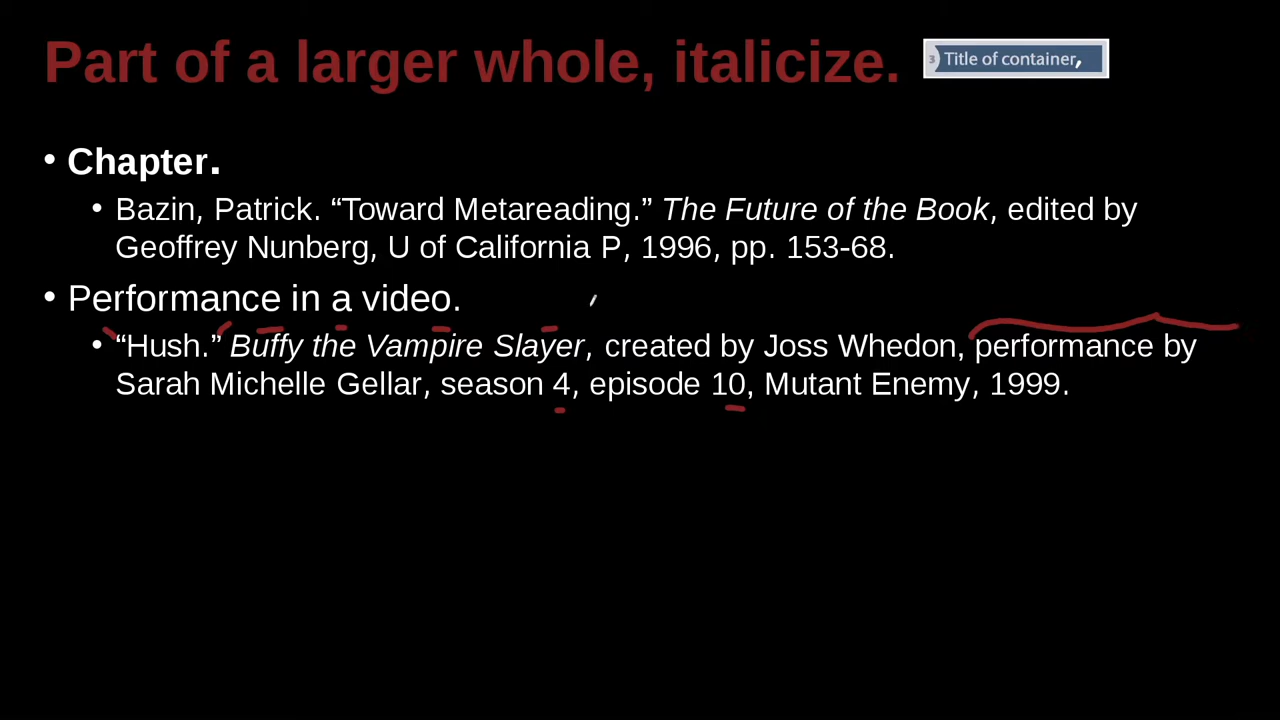 Part of a larger whole, italicize.
3 Title of container,
• Chapter.
• Bazin, Patrick. “Toward Metareading.” The Future of the Book, edited by
Geoffrey Nunberg, U of California P, 1996, pp. 153-68.
• Performance in a video.
• “Hush.” Buffy the Vampire Slayer, created by Joss Whedon, performance by
Sarah Michelle Gellar, season 4, episode 10, Mutant Enemy, 1999.